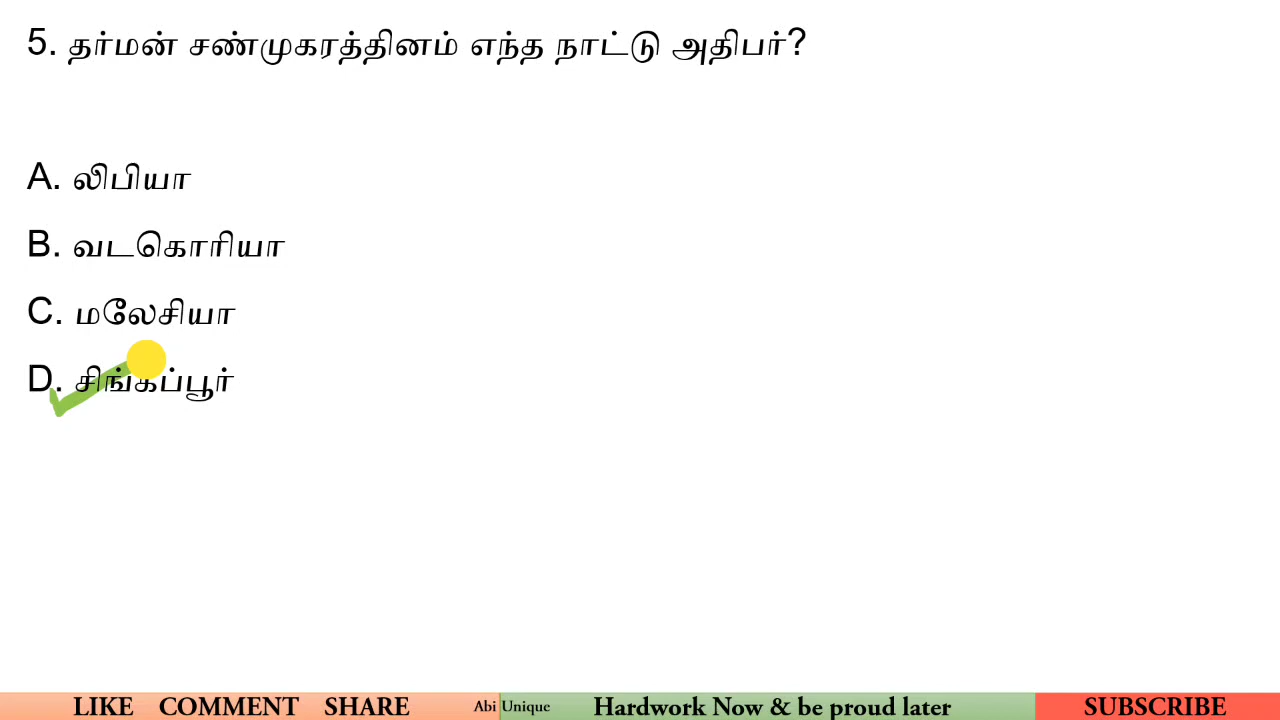 5. தர்மன் சண்முகரத்தினம் எந்த நாட்டு அதிபர்?
A. லிபியா
B. வடகொரியா
C. மலேசியா
D. சிங்கப்பூர்
LIKE COMMENT SHARE Abi Unique Hardwork Now & be proud later SUBSCRIBE